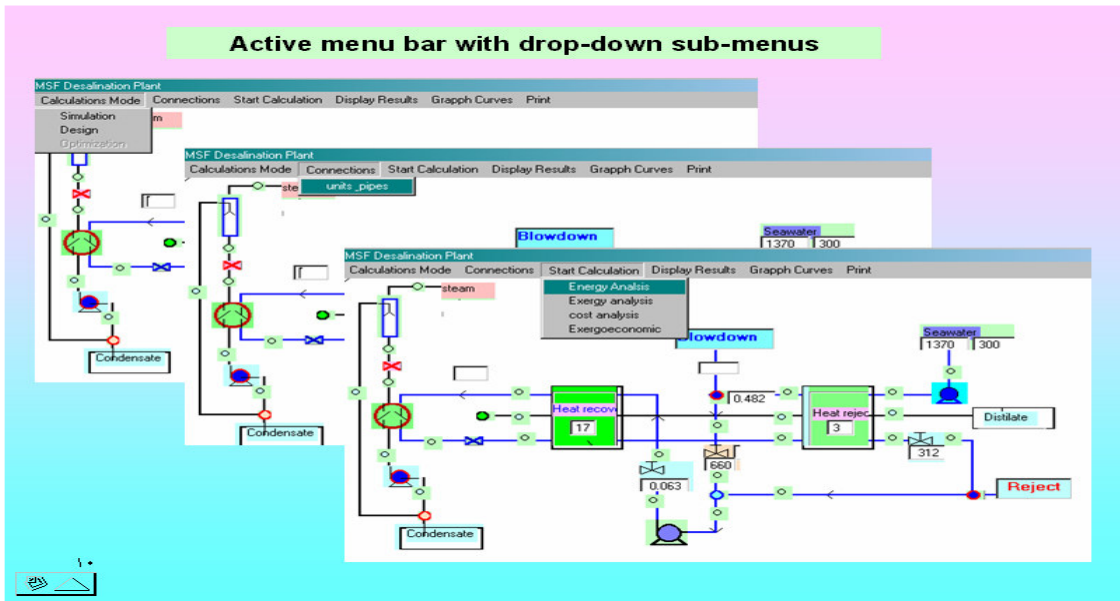 Active menu bar with drop-down sub-menus
MSF Desalination Plant
Calculations Mode Connections Start Calculation Display Results Grapph Curves Print
Simulation
Design
Optimization
m
Condensate
MSF Desalination Plant
Calculations Mode Connections Start Calculation Display Results Grapph Curves Print
units_pipes
ste
Blowdown
Seawater
1370 300
Condensate
MSF Desalination Plant
Calculations Mode Connections Start Calculation Display Results Grapph Curves Print
Energy Analsis
Exergy analysis
cost analysis
Exergoeconomic
steam
lowdown
Seawater
1370 300
0.482
Heat recov
17
Heat rejec
3
Distilate
312
660
0.063
Reject
Condensate
١٠